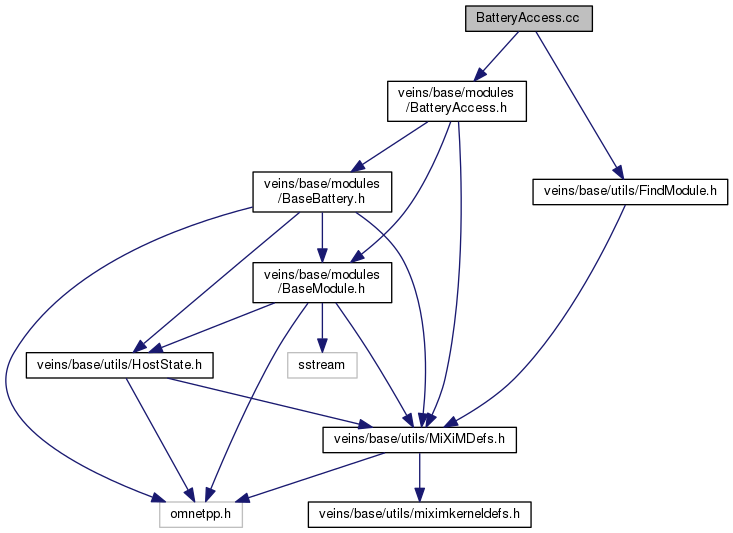 BatteryAccess.cc
veins/base/modules
/BatteryAccess.h
veins/base/modules
/BaseBattery.h
veins/base/utils/FindModule.h
veins/base/modules
/BaseModule.h
veins/base/utils/HostState.h
sstream
veins/base/utils/MiXiMDefs.h
omnetpp.h
veins/base/utils/miximkerneldefs.h